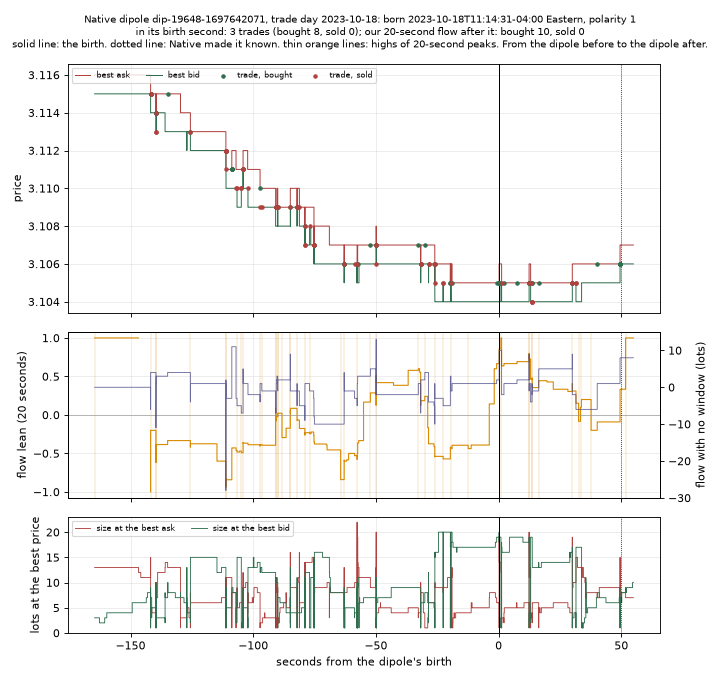 Native dipole dip-19648-1697642071, trade day 2023-10-18: born 2023-10-18T11:14:31-04:00 Eastern, polarity 1
in its birth second: 3 trades (bought 8, sold 0); our 20-second flow after it: bought 10, sold 0
solid line: the birth. dotted line: Native made it known. thin orange lines: highs of 20-second peaks. From the dipole before to the dipole after.
best ask
best bid
trade, bought
trade, sold
3.116
3.114
3.112
3.110
3.108
3.106
3.104
price
1.0
0.5
0.0
−0.5
−1.0
flow lean (20 seconds)
10
0
−10
−20
−30
flow with no window (lots)
size at the best ask
size at the best bid
20
15
10
5
0
lots at the best price
−150
−100
−50
0
50
seconds from the dipole's birth